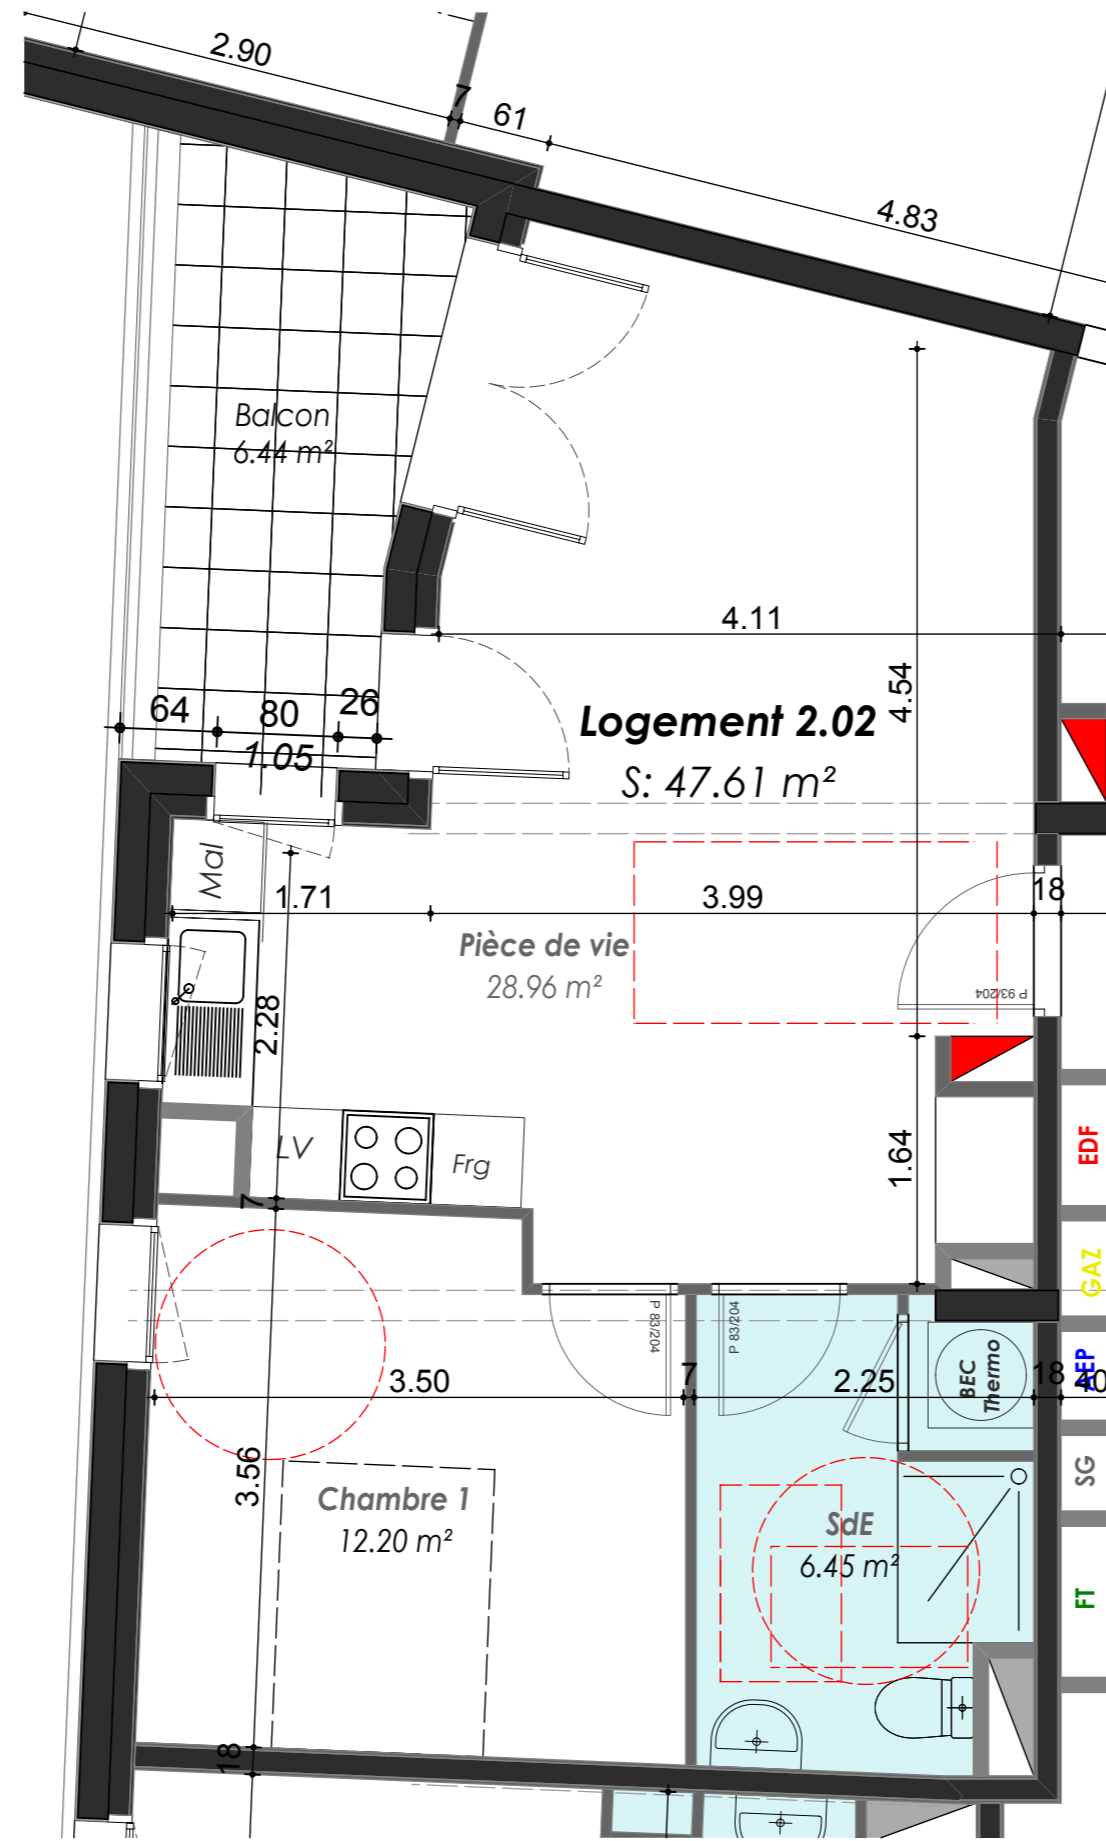 2.90
7
61
4.83
Balcon
6.44 m²
4.11
4.54
64
80
26
1.05
Logement 2.02
S: 47.61 m²
Mal
1.71
3.99
18
Pièce de vie
28.96 m²
P 93/204
2.28
LV
Frg
1.64
EDF
7
GAZ
P 83/204
P 83/204
AEP
BEC
Thermo
3.50
7
2.25
18
40
3.56
Chambre 1
12.20 m²
SdE
6.45 m²
SG
FT
18